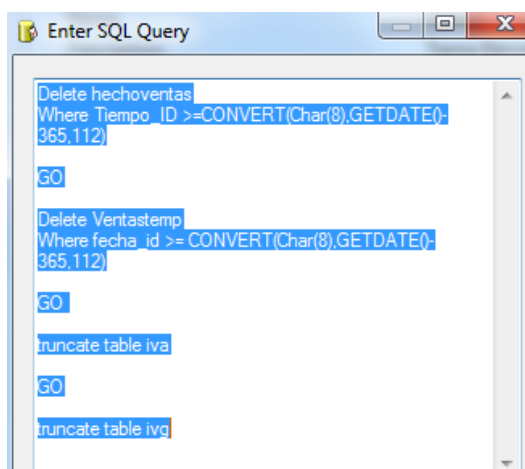 Enter SQL Query
Delete hechoventas
Where Tiempo_ID >=CONVERT(Char(8),GETDATE()-
365,112)
GO
Delete Ventastemp
Where fecha_id >= CONVERT(Char(8),GETDATE()-
365,112)
GO
truncate table iva
GO
truncate table ivg